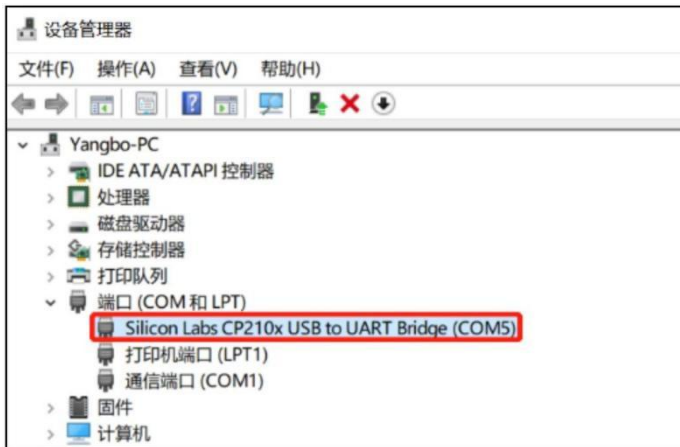 设备管理器
文件(F) 操作(A) 查看(V) 帮助(H)
Yangbo-PC
IDE ATA/ATAPI 控制器
处理器
磁盘驱动器
存储控制器
打印队列
端口 (COM 和 LPT)
Silicon Labs CP210x USB to UART Bridge (COM5)
打印机端口 (LPT1)
通信端口 (COM1)
固件
计算机